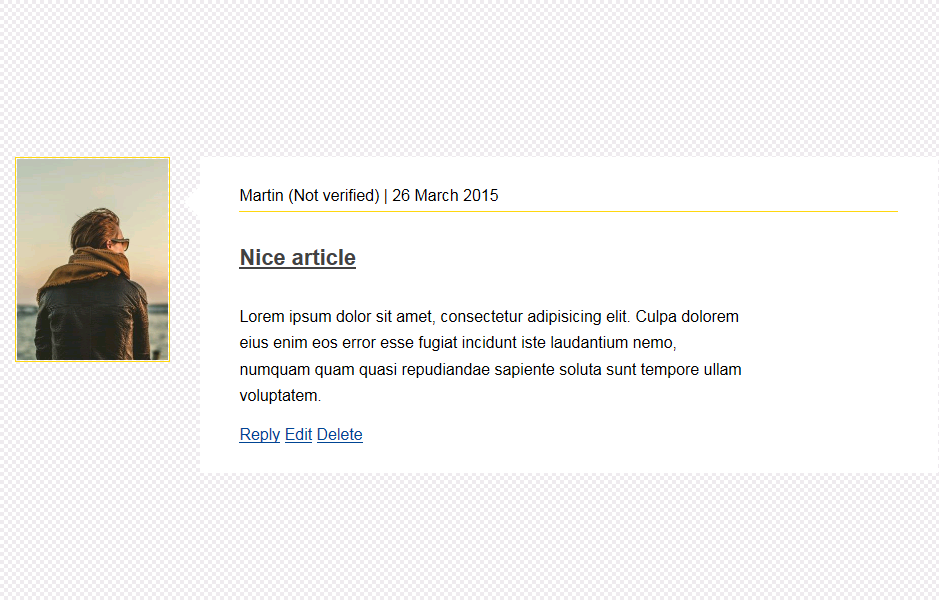 Martin (Not verified) | 26 March 2015
Nice article
Lorem ipsum dolor sit amet, consectetur adipisicing elit. Culpa dolorem
eius enim eos error esse fugiat incidunt iste laudantium nemo,
numquam quam quasi repudiandae sapiente soluta sunt tempore ullam
voluptatem.
Reply Edit Delete